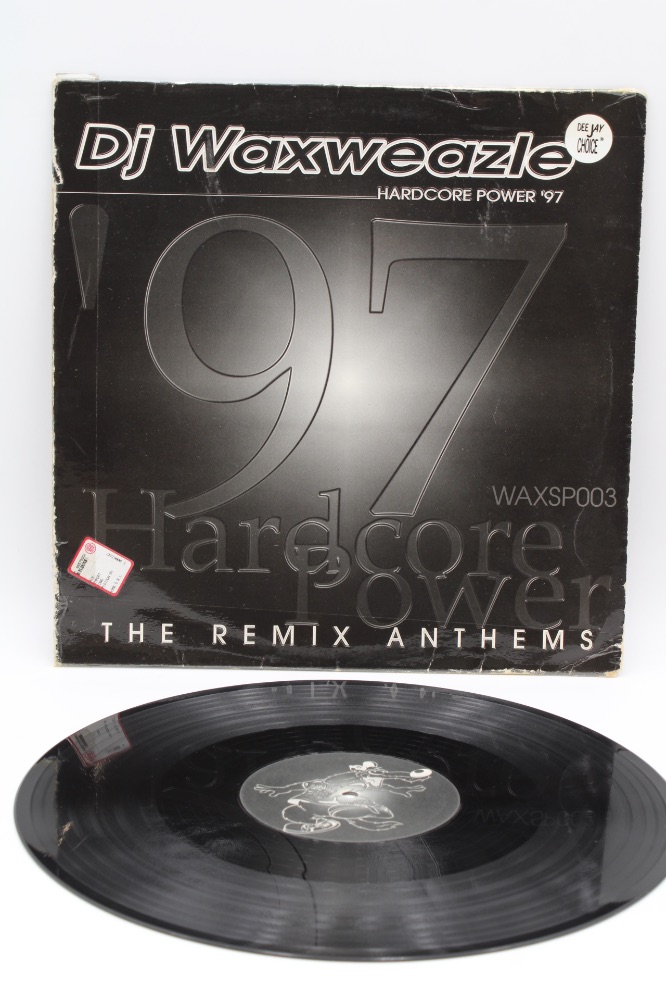 Dj Waxweazle
DEE JAY
CHOICE
HARDCORE POWER '97
'97
WAXSP003
Hardcore
Power
THE REMIX ANTHEMS